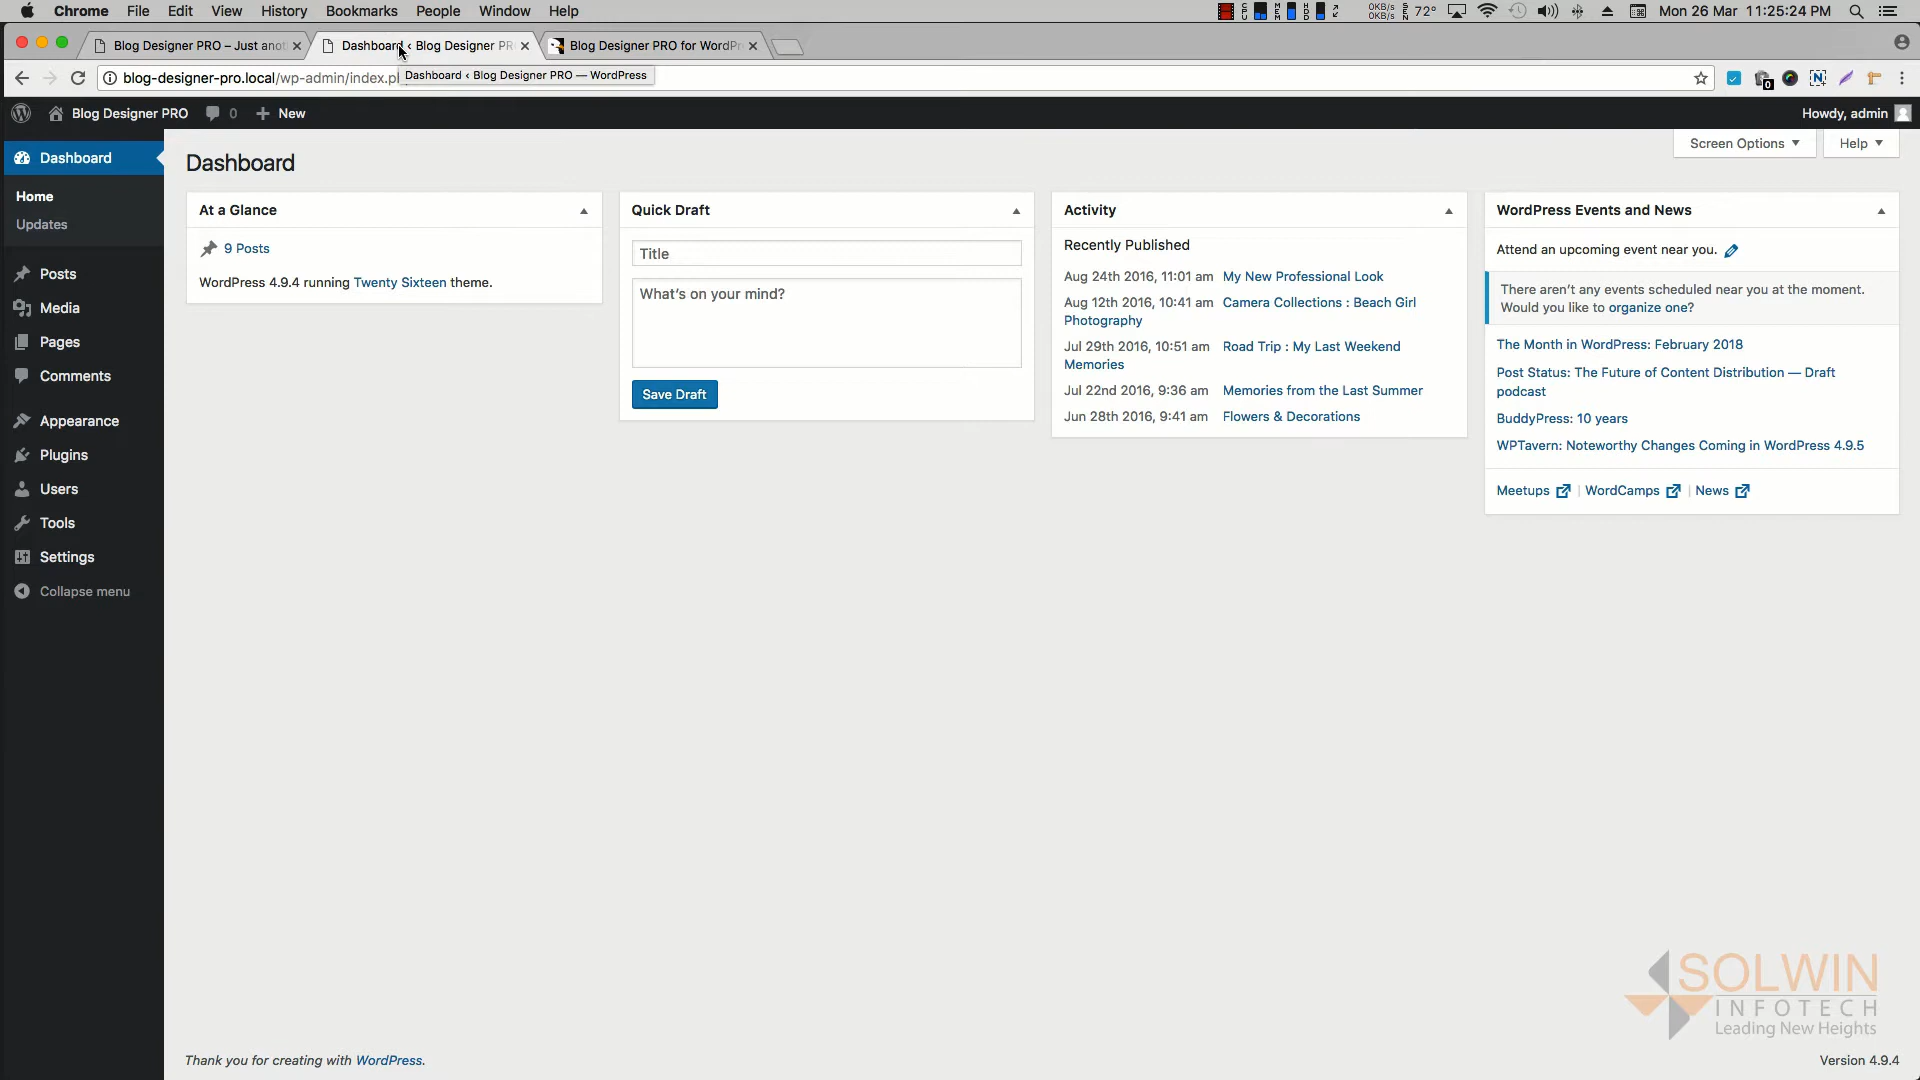 Chrome File Edit View History Bookmarks People Window Help
0KB/s
0KB/s
72° Mon 26 Mar 11:25:24 PM
Blog Designer PRO – Just anot
Dashboard ‹ Blog Designer PR
Blog Designer PRO for WordPr
blog-designer-pro.local/wp-admin/index.p
Dashboard ‹ Blog Designer PRO — WordPress
0
Blog Designer PRO 0 New
Howdy, admin
Dashboard
Home
Updates
Posts
Media
Pages
Comments
Appearance
Plugins
Users
Tools
Settings
Collapse menu
Screen Options
Help
Dashboard
At a Glance
9 Posts
WordPress 4.9.4 running Twenty Sixteen theme.
Quick Draft
Title
What's on your mind?
Save Draft
Activity
Recently Published
Aug 24th 2016, 11:01 am My New Professional Look
Aug 12th 2016, 10:41 am Camera Collections : Beach Girl
Photography
Jul 29th 2016, 10:51 am Road Trip : My Last Weekend
Memories
Jul 22nd 2016, 9:36 am Memories from the Last Summer
Jun 28th 2016, 9:41 am Flowers & Decorations
WordPress Events and News
Attend an upcoming event near you.
There aren't any events scheduled near you at the moment.
Would you like to organize one?
The Month in WordPress: February 2018
Post Status: The Future of Content Distribution — Draft
podcast
BuddyPress: 10 years
WPTavern: Noteworthy Changes Coming in WordPress 4.9.5
Meetups | WordCamps | News
SOLWIN
INFOTECH
Leading New Heights
Thank you for creating with WordPress.
Version 4.9.4